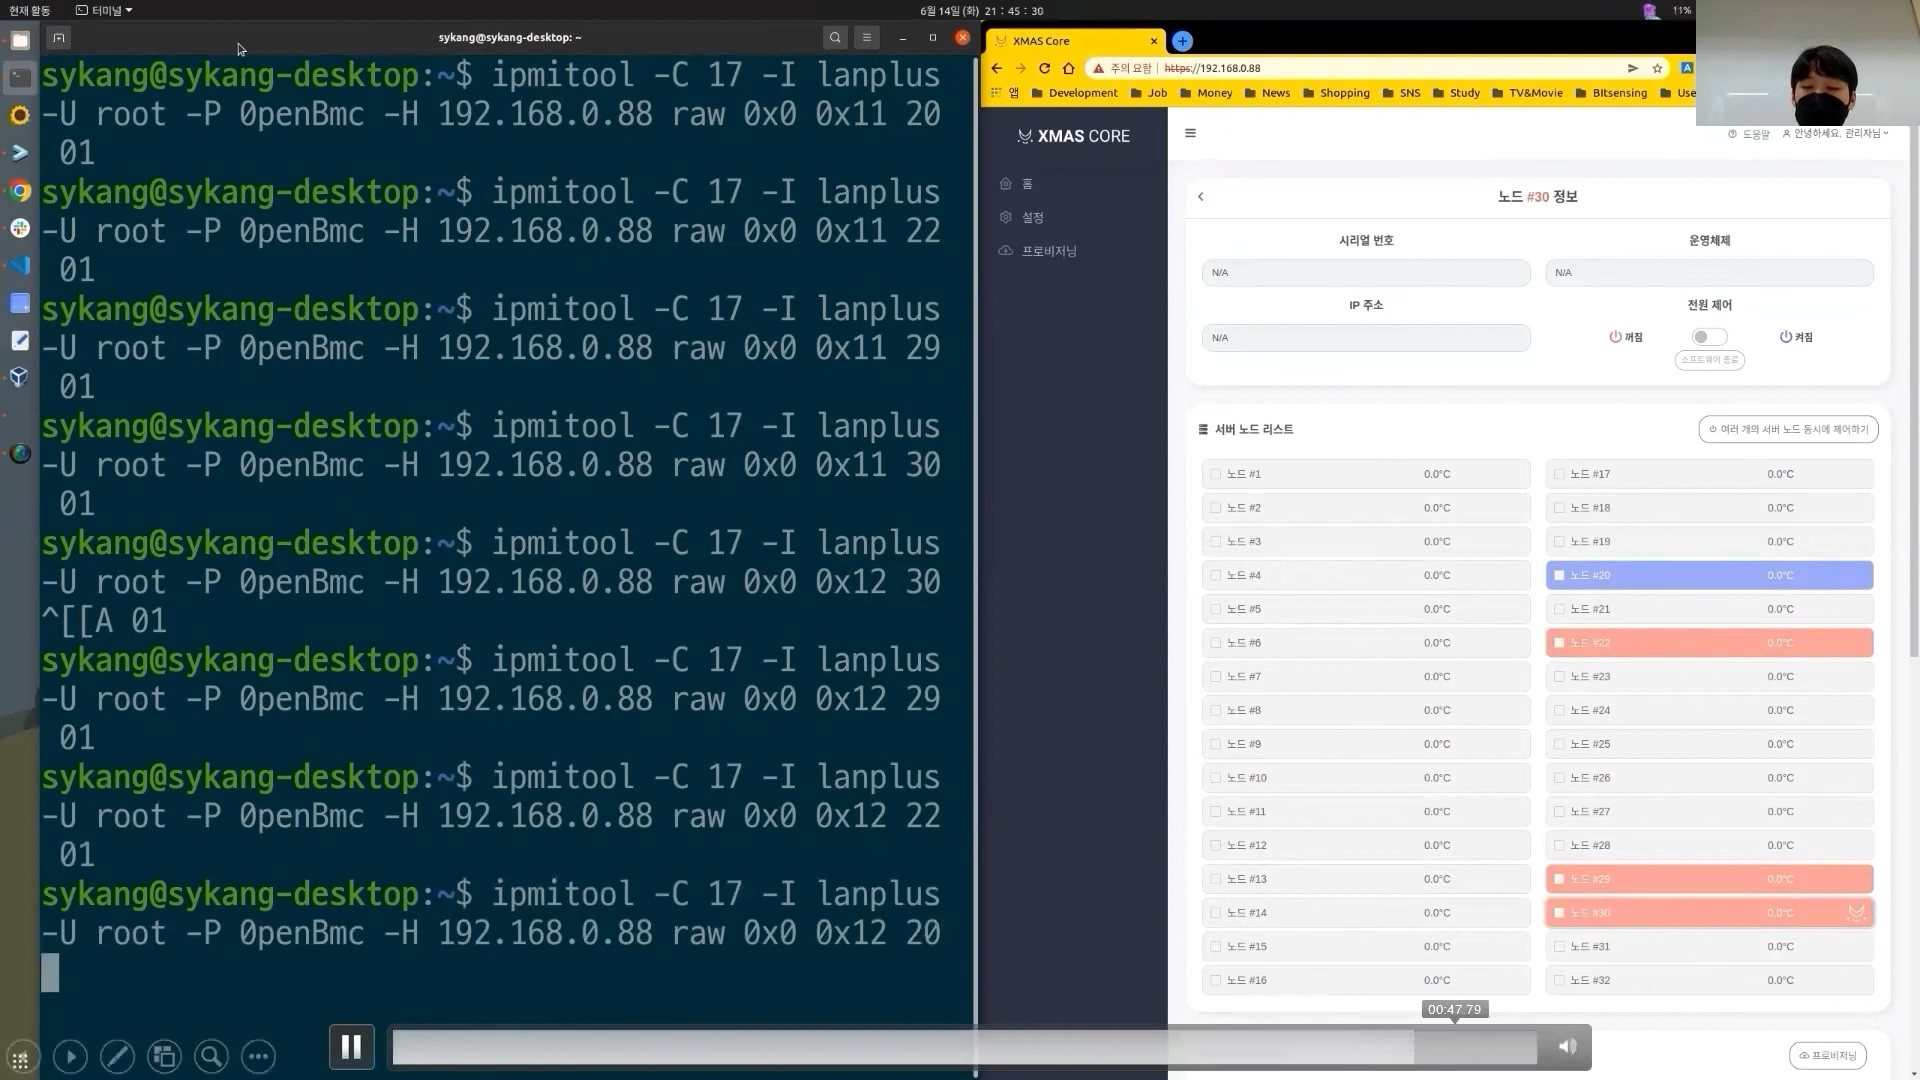 현재 활동
터미널
6월 14일 (화) 21 : 45 : 30
11%
sykang@sykang-desktop: ~
sykang@sykang-desktop:~$ ipmitool -C 17 -I lanplus
-U root -P 0penBmc -H 192.168.0.88 raw 0x0 0x11 20
01
sykang@sykang-desktop:~$ ipmitool -C 17 -I lanplus
-U root -P 0penBmc -H 192.168.0.88 raw 0x0 0x11 22
01
sykang@sykang-desktop:~$ ipmitool -C 17 -I lanplus
-U root -P 0penBmc -H 192.168.0.88 raw 0x0 0x11 29
01
sykang@sykang-desktop:~$ ipmitool -C 17 -I lanplus
-U root -P 0penBmc -H 192.168.0.88 raw 0x0 0x11 30
01
sykang@sykang-desktop:~$ ipmitool -C 17 -I lanplus
-U root -P 0penBmc -H 192.168.0.88 raw 0x0 0x12 30
^[[A 01
sykang@sykang-desktop:~$ ipmitool -C 17 -I lanplus
-U root -P 0penBmc -H 192.168.0.88 raw 0x0 0x12 29
01
sykang@sykang-desktop:~$ ipmitool -C 17 -I lanplus
-U root -P 0penBmc -H 192.168.0.88 raw 0x0 0x12 22
01
sykang@sykang-desktop:~$ ipmitool -C 17 -I lanplus
-U root -P 0penBmc -H 192.168.0.88 raw 0x0 0x12 20
XMAS Core
주의 요함 | https://192.168.0.88
앱 Development Job Money News Shopping SNS Study TV&Movie BItsensing Use
XMAS CORE
홈
설정
프로비저닝
도움말 안녕하세요. 관리자님
노드 #30 정보
시리얼 번호 운영체제
N/A N/A
IP 주소 전원 제어
N/A 꺼짐 켜짐
소프트웨어 종료
서버 노드 리스트 여러 개의 서버 노드 동시에 제어하기
노드 #1 0.0°C 노드 #17 0.0°C
노드 #2 0.0°C 노드 #18 0.0°C
노드 #3 0.0°C 노드 #19 0.0°C
노드 #4 0.0°C 노드 #20 0.0°C
노드 #5 0.0°C 노드 #21 0.0°C
노드 #6 0.0°C 노드 #22 0.0°C
노드 #7 0.0°C 노드 #23 0.0°C
노드 #8 0.0°C 노드 #24 0.0°C
노드 #9 0.0°C 노드 #25 0.0°C
노드 #10 0.0°C 노드 #26 0.0°C
노드 #11 0.0°C 노드 #27 0.0°C
노드 #12 0.0°C 노드 #28 0.0°C
노드 #13 0.0°C 노드 #29 0.0°C
노드 #14 0.0°C 노드 #30 0.0°C
노드 #15 0.0°C 노드 #31 0.0°C
노드 #16 0.0°C 노드 #32 0.0°C
00:47.79
프로비저닝